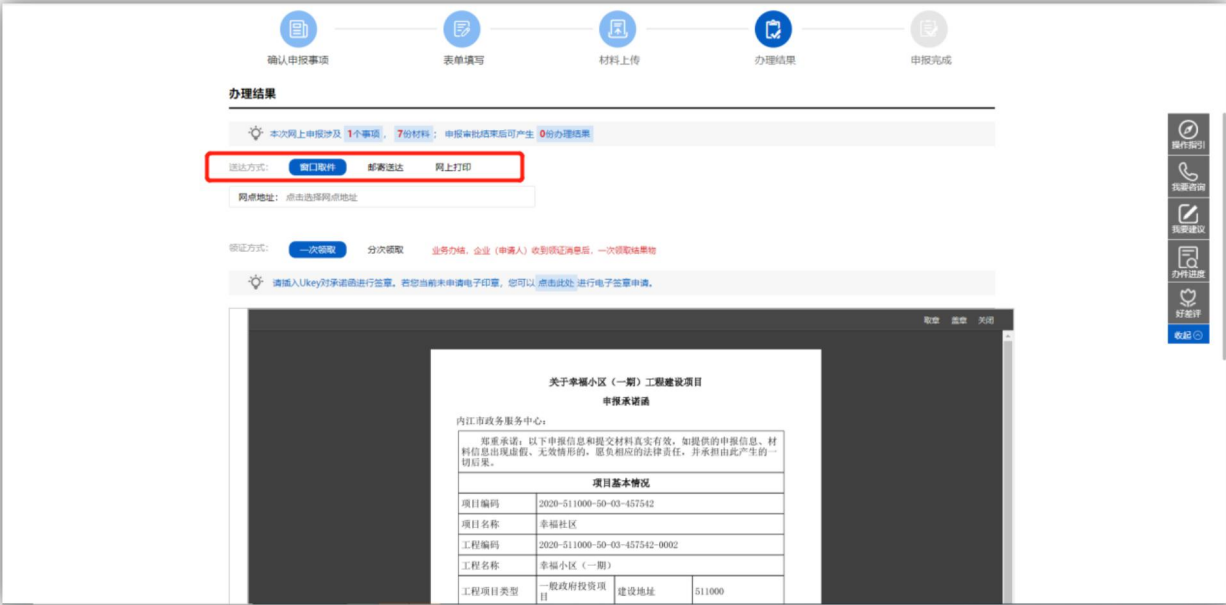 确认申报事项
表单填写
材料上传
办理结果
申报完成
办理结果
本次网上申报涉及 1个事项， 7份材料； 申报审批结束后可产生 0份办理结果
送达方式： 窗口取件 邮寄送达 网上打印
网点地址： 点击选择网点地址
领证方式： 一次领取 分次领取 业务办结，企业（申请人）收到领证消息后，一次领取结果物
请插入Ukey对承诺函进行签章。若您当前未申请电子印章，您可以 点击此处 进行电子签章申请。
取章 盖章 关闭
关于幸福小区（一期）工程建设项目
申报承诺函
内江市政务服务中心：
郑重承诺：以下申报信息和提交材料真实有效，如提供的申报信息、材
料信息出现虚假、无效情形的，愿负相应的法律责任，并承担由此产生的一
切后果。
项目基本情况
项目编码 2020-511000-50-03-457542
项目名称 幸福社区
工程编码 2020-511000-50-03-457542-0002
工程名称 幸福小区（一期）
工程项目类型 一般政府投资项目 建设地址 511000
操作指引
我要咨询
我要建议
办件进度
好差评
收起